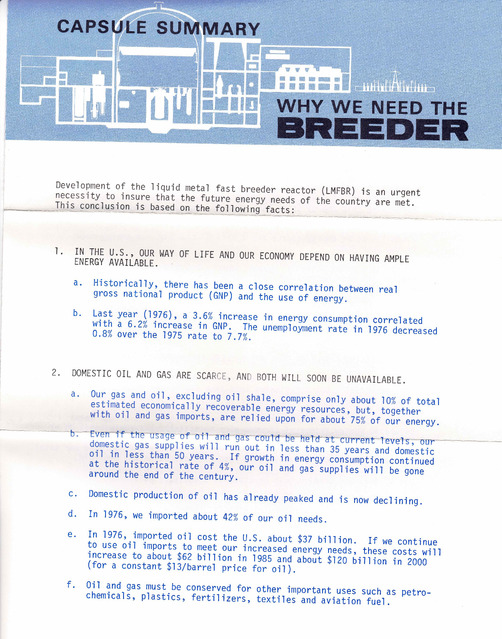 CAPSULE SUMMARY
WHY WE NEED THE
BREEDER
Development of the liquid metal fast breeder reactor (LMFBR) is an urgent
necessity to insure that the future energy needs of the country are met.
This conclusion is based on the following facts:
1. IN THE U.S., OUR WAY OF LIFE AND OUR ECONOMY DEPEND ON HAVING AMPLE
ENERGY AVAILABLE.
a. Historically, there has been a close correlation between real
gross national product (GNP) and the use of energy.
b. Last year (1976), a 3.6% increase in energy consumption correlated
with a 6.2% increase in GNP. The unemployment rate in 1976 decreased
0.8% over the 1975 rate to 7.7%.
2. DOMESTIC OIL AND GAS ARE SCARCE, AND BOTH WILL SOON BE UNAVAILABLE.
a. Our gas and oil, excluding oil shale, comprise only about 10% of total
estimated economically recoverable energy resources, but, together
with oil and gas imports, are relied upon for about 75% of our energy.
b. Even if the usage of oil and gas could be held at current levels, our
domestic gas supplies will run out in less than 35 years and domestic
oil in less than 50 years. If growth in energy consumption continued
at the historical rate of 4%, our oil and gas supplies will be gone
around the end of the century.
c. Domestic production of oil has already peaked and is now declining.
d. In 1976, we imported about 42% of our oil needs.
e. In 1976, imported oil cost the U.S. about $37 billion. If we continue
to use oil imports to meet our increased energy needs, these costs will
increase to about $62 billion in 1985 and about $120 billion in 2000
(for a constant $13/barrel price for oil).
f. Oil and gas must be conserved for other important uses such as petro-
chemicals, plastics, fertilizers, textiles and aviation fuel.